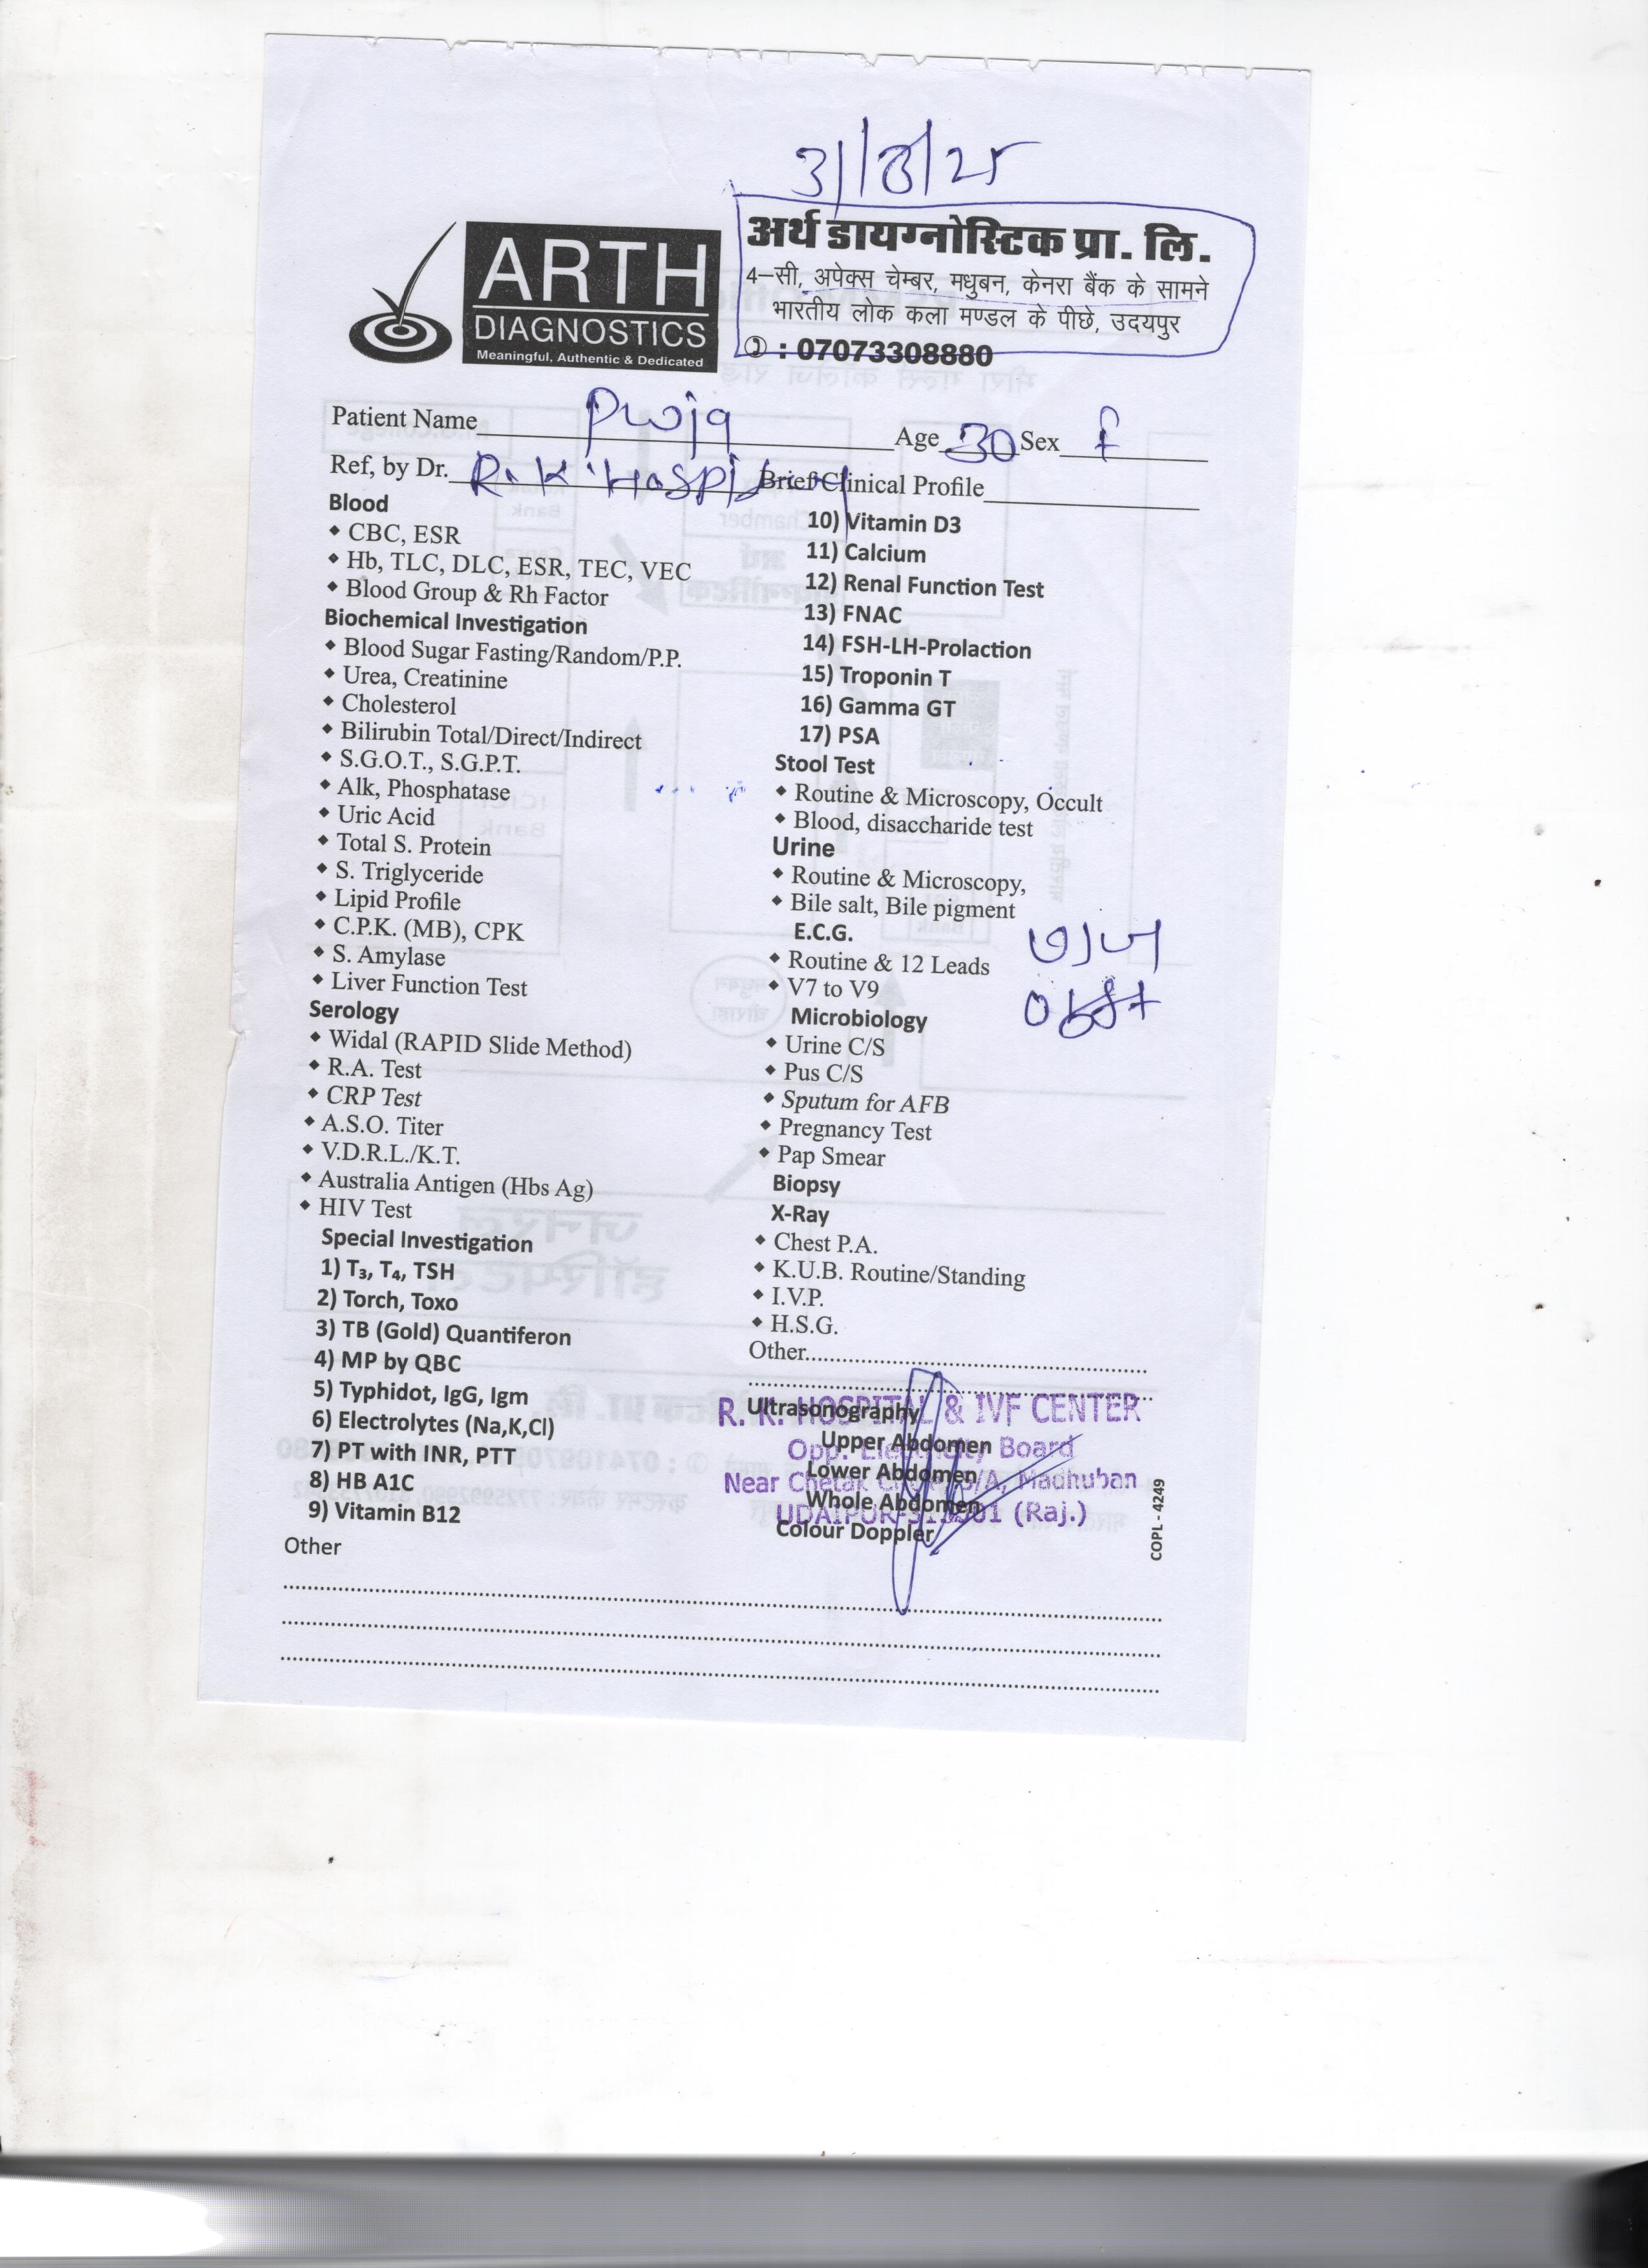 3/8/25
ARTH
DIAGNOSTICS
Meaningful, Authentic & Dedicated
अर्थ डायग्नोस्टिक प्रा. लि.
4–सी, अपेक्स चेम्बर, मधुबन, केनरा बैंक के सामने
भारतीय लोक कला मण्डल के पीछे, उदयपुर
: 07073308880
Patient Name Puja Age 30 Sex F
Ref, by Dr. R.K. Hospital Brief Clinical Profile
Blood
CBC, ESR
Hb, TLC, DLC, ESR, TEC, VEC
Blood Group & Rh Factor
Biochemical Investigation
Blood Sugar Fasting/Random/P.P.
Urea, Creatinine
Cholesterol
Bilirubin Total/Direct/Indirect
S.G.O.T., S.G.P.T.
Alk, Phosphatase
Uric Acid
Total S. Protein
S. Triglyceride
Lipid Profile
C.P.K. (MB), CPK
S. Amylase
Liver Function Test
Serology
Widal (RAPID Slide Method)
R.A. Test
CRP Test
A.S.O. Titer
V.D.R.L./K.T.
Australia Antigen (Hbs Ag)
HIV Test
Special Investigation
1) T₃, T₄, TSH
2) Torch, Toxo
3) TB (Gold) Quantiferon
4) MP by QBC
5) Typhidot, IgG, Igm
6) Electrolytes (Na,K,Cl)
7) PT with INR, PTT
8) HB A1C
9) Vitamin B12
Other
10) Vitamin D3
11) Calcium
12) Renal Function Test
13) FNAC
14) FSH-LH-Prolaction
15) Troponin T
16) Gamma GT
17) PSA
Stool Test
Routine & Microscopy, Occult
Blood, disaccharide test
Urine
Routine & Microscopy,
Bile salt, Bile pigment
E.C.G.
Routine & 12 Leads
V7 to V9
Microbiology
Urine C/S
Pus C/S
Sputum for AFB
Pregnancy Test
Pap Smear
Biopsy
X-Ray
Chest P.A.
K.U.B. Routine/Standing
I.V.P.
H.S.G.
Other
Ultrasonography
Upper Abdomen
Lower Abdomen
Whole Abdomen
Colour Doppler
R. K. HOSPITAL & IVF CENTER
Opp. Electricity Board
Near Chetak Madhuban
UDAIPUR (Raj.)
COPL - 4249